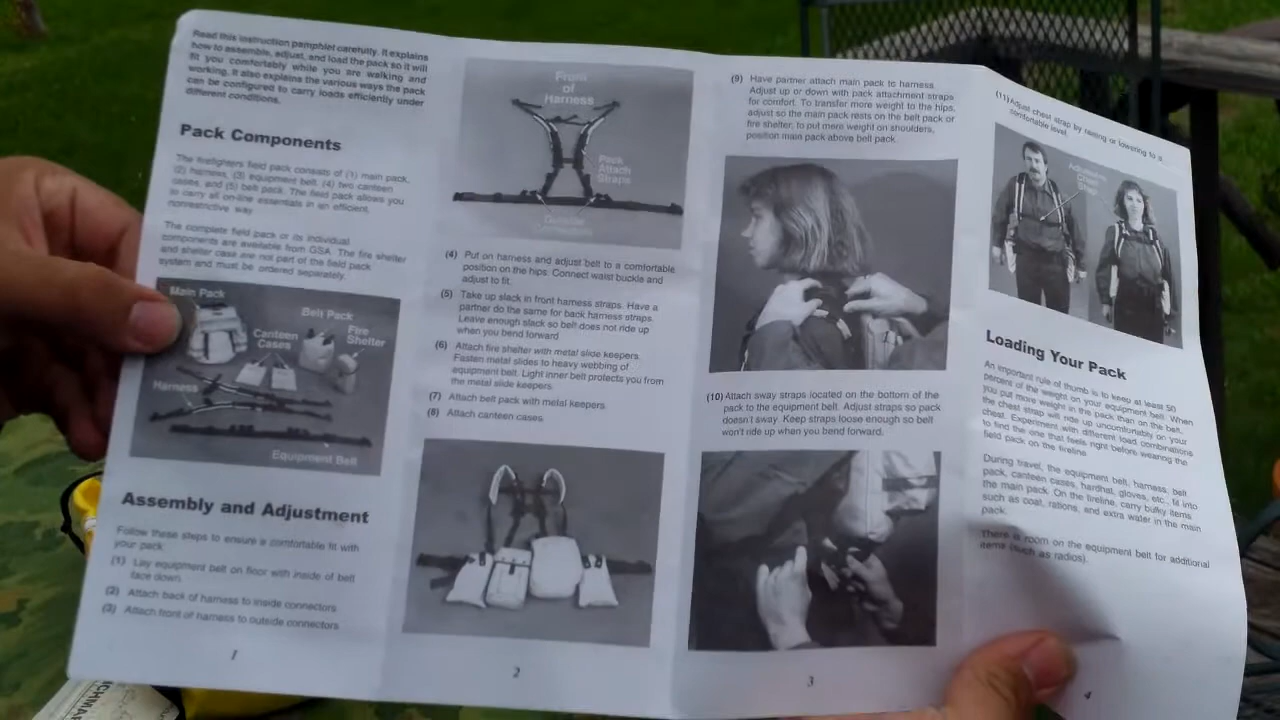 Read this instruction pamphlet carefully. It explains
how to assemble, adjust, and load the pack so it will
fit you comfortably while you are walking and
working. It also explains the various ways the pack
can be configured to carry loads efficiently under
different conditions.
Pack Components
The firefighters field pack consists of (1) main pack,
(2) harness, (3) equipment belt, (4) two canteen
cases, and (5) belt pack. The field pack allows you
to carry all on-line essentials in an efficient,
nonrestrictive way.
The complete field pack or its individual
components are available from GSA. The fire shelter
and shelter case are not part of the field pack
system and must be ordered separately.
Main Pack
Belt Pack
Canteen
Cases
Fire
Shelter
Harness
Equipment Belt
Assembly and Adjustment
Follow these steps to ensure a comfortable fit with
your pack:
(1) Lay equipment belt on floor with inside of belt
face down.
(2) Attach back of harness to inside connectors
(3) Attach front of harness to outside connectors
1
Front
of
Harness
Pack
Attach
Straps
(4) Put on harness and adjust belt to a comfortable
position on the hips. Connect waist buckle and
adjust to fit.
(5) Take up slack in front harness straps. Have a
partner do the same for back harness straps.
Leave enough slack so belt does not ride up
when you bend forward
(6) Attach fire shelter with metal slide keepers.
Fasten metal slides to heavy webbing of
equipment belt. Light inner belt protects you from
the metal slide keepers.
(7) Attach belt pack with metal keepers.
(8) Attach canteen cases.
2
(9) Have partner attach main pack to harness.
Adjust up or down with pack attachment straps
for comfort. To transfer more weight to the hips,
adjust so the main pack rests on the belt pack or
fire shelter; to put more weight on shoulders,
position main pack above belt pack.
(10) Attach sway straps located on the bottom of the
pack to the equipment belt. Adjust straps so pack
doesn't sway. Keep straps loose enough so belt
won't ride up when you bend forward.
3
(11) Adjust chest strap by raising or lowering to a
comfortable level.
Chest
Loading Your Pack
An important rule of thumb is to keep at least 50
percent of the weight on your equipment belt. When
you put more weight in the pack than on the belt,
the chest strap will ride up uncomfortably on your
chest. Experiment with different load combinations
to find the one that feels right before wearing the
field pack on the fireline.
During travel, the equipment belt, harness, belt
pack, canteen cases, hardhat, gloves, etc., fit into
the main pack. On the fireline, carry bulky items
such as coat, rations, and extra water in the main
pack.
There is room on the equipment belt for additional
items (such as radios).
4